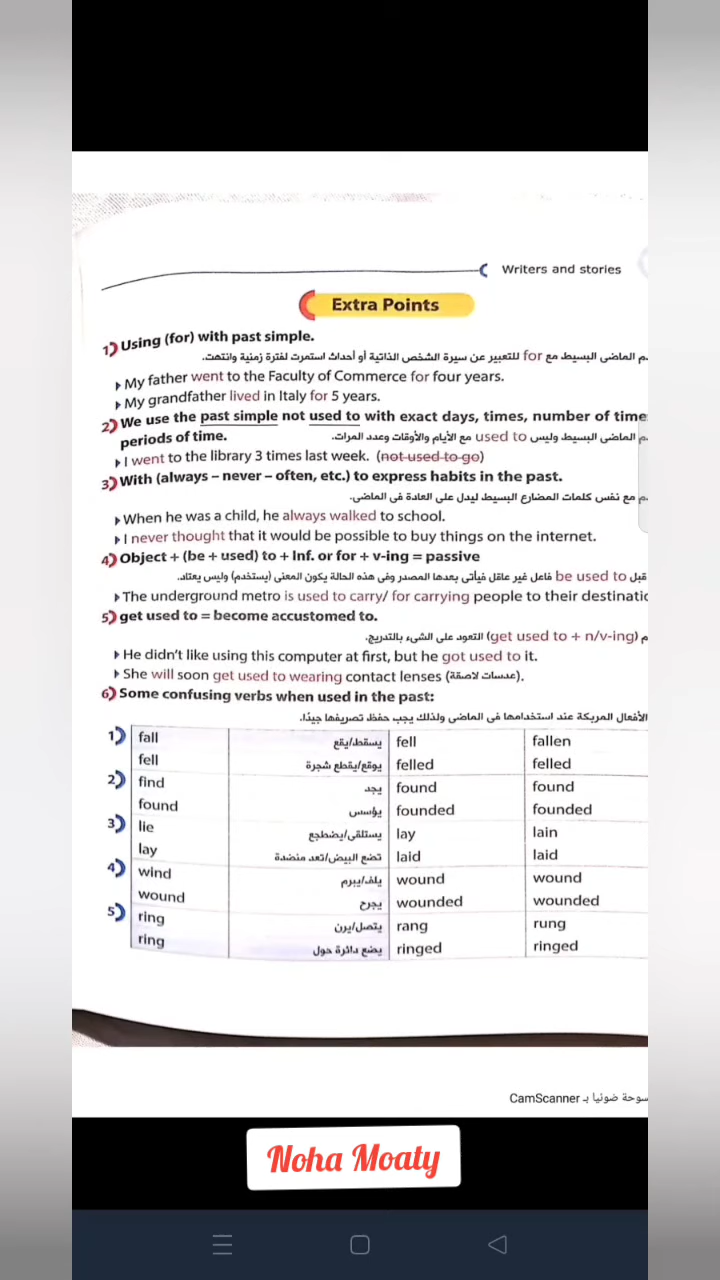 Writers and stories
Extra Points
1) Using (for) with past simple.
الماضى البسيط مع for للتعبير عن سيرة الشخص الذاتية أو أحداث استمرت لفترة زمنية وانتهت.
My father went to the Faculty of Commerce for four years.
My grandfather lived in Italy for 5 years.
2) We use the past simple not used to with exact days, times, number of time
periods of time.
الماضى البسيط وليس used to مع الأيام والأوقات وعدد المرات.
I went to the library 3 times last week. (not used to go)
3) With (always – never – often, etc.) to express habits in the past.
مع نفس كلمات المضارع البسيط ليدل على العادة فى الماضى.
When he was a child, he always walked to school.
I never thought that it would be possible to buy things on the internet.
4) Object + (be + used) to + Inf. or for + v-ing = passive
قبل be used to فاعل غير عاقل فيأتى بعدها المصدر وفى هذه الحالة يكون المعنى (يستخدم) وليس يعتاد.
The underground metro is used to carry/ for carrying people to their destinatio
5) get used to = become accustomed to.
(get used to + n/v-ing) التعود على الشىء بالتدريج.
He didn't like using this computer at first, but he got used to it.
She will soon get used to wearing contact lenses (عدسات لاصقة).
6) Some confusing verbs when used in the past:
الأفعال المربكة عند استخدامها فى الماضى ولذلك يجب حفظ تصريفها جيدًا.
1) fall يسقط/يقع fell fallen
fell يوقع/يقطع شجرة felled felled
2) find يجد found found
found يؤسس founded founded
3) lie يستلقى/يضطجع lay lain
lay تضع البيض/تعد منضدة laid laid
4) wind يلف/يبرم wound wound
wound يجرح wounded wounded
5) ring يتصل/يرن rang rung
ring يضع دائرة حول ringed ringed
سوحة ضوئيا بـ CamScanner
Noha Moaty